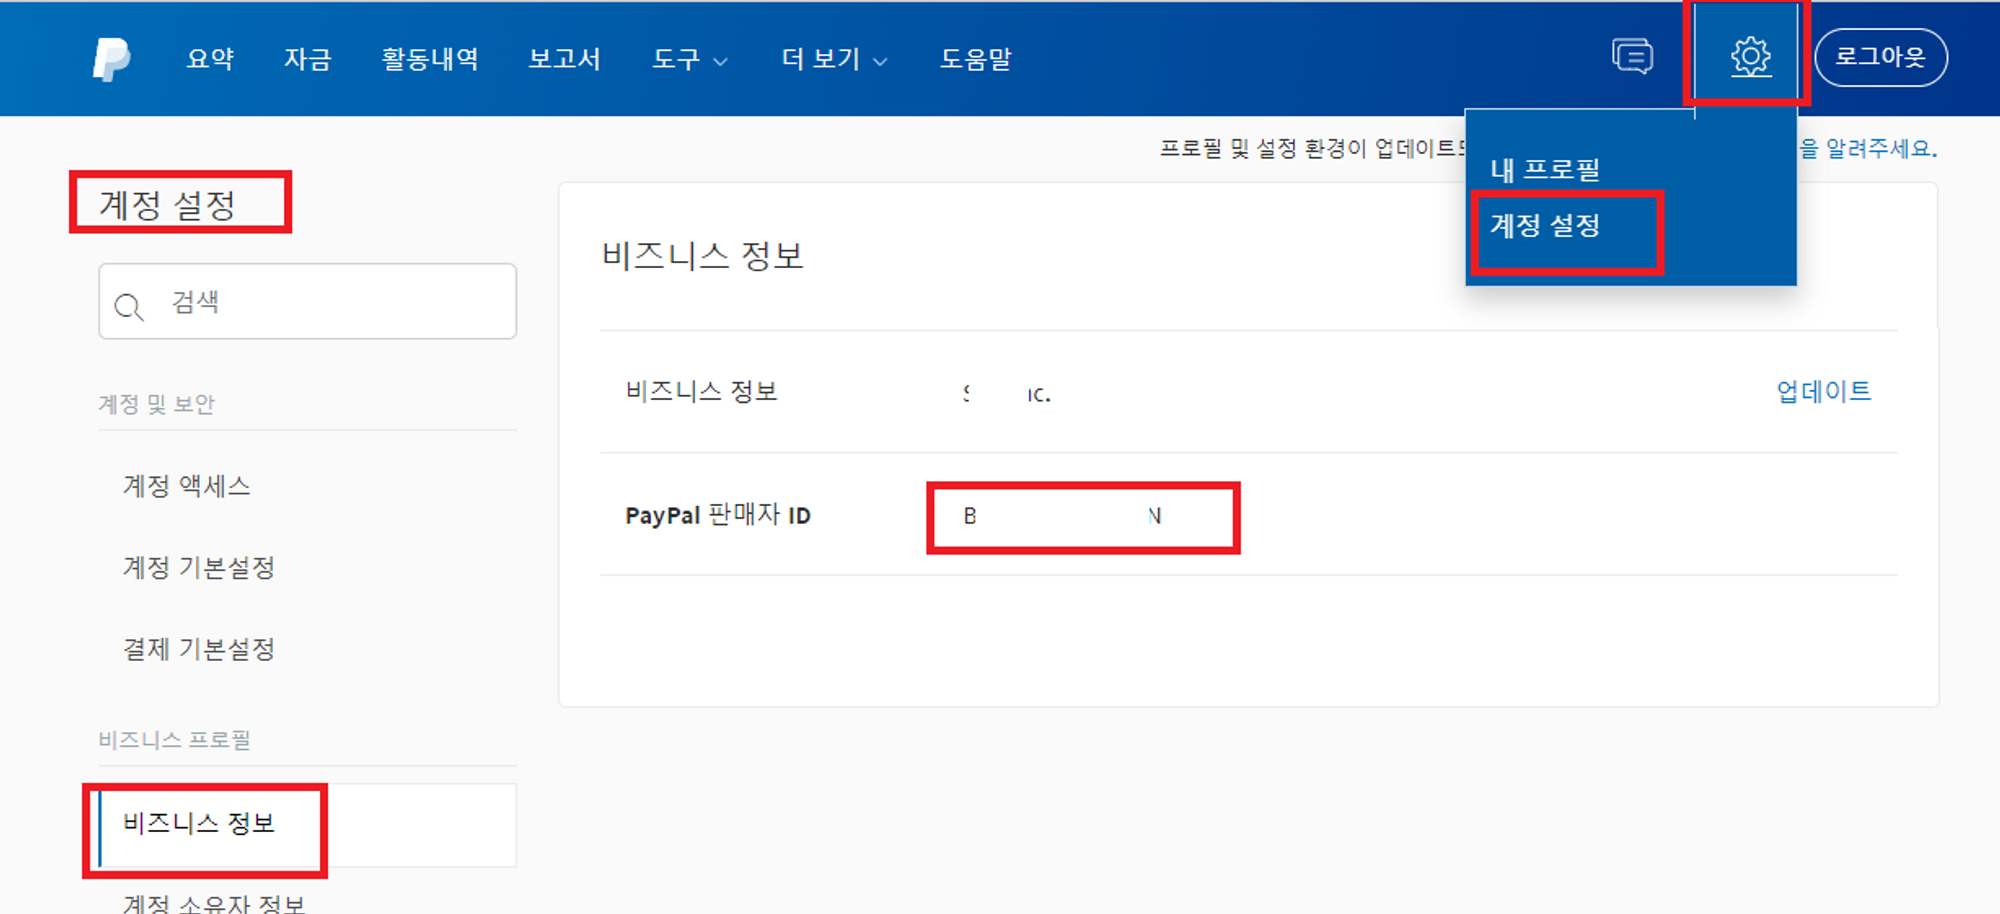 요약 자금 활동내역 보고서 도구 더 보기 도움말 로그아웃
프로필 및 설정 환경이 업데이트 을 알려주세요.
내 프로필
계정 설정
계정 설정
검색
계정 및 보안
계정 액세스
계정 기본설정
결제 기본설정
비즈니스 프로필
비즈니스 정보
계정 소유자 정보
비즈니스 정보
비즈니스 정보 nc. 업데이트
PayPal 판매자 ID B N